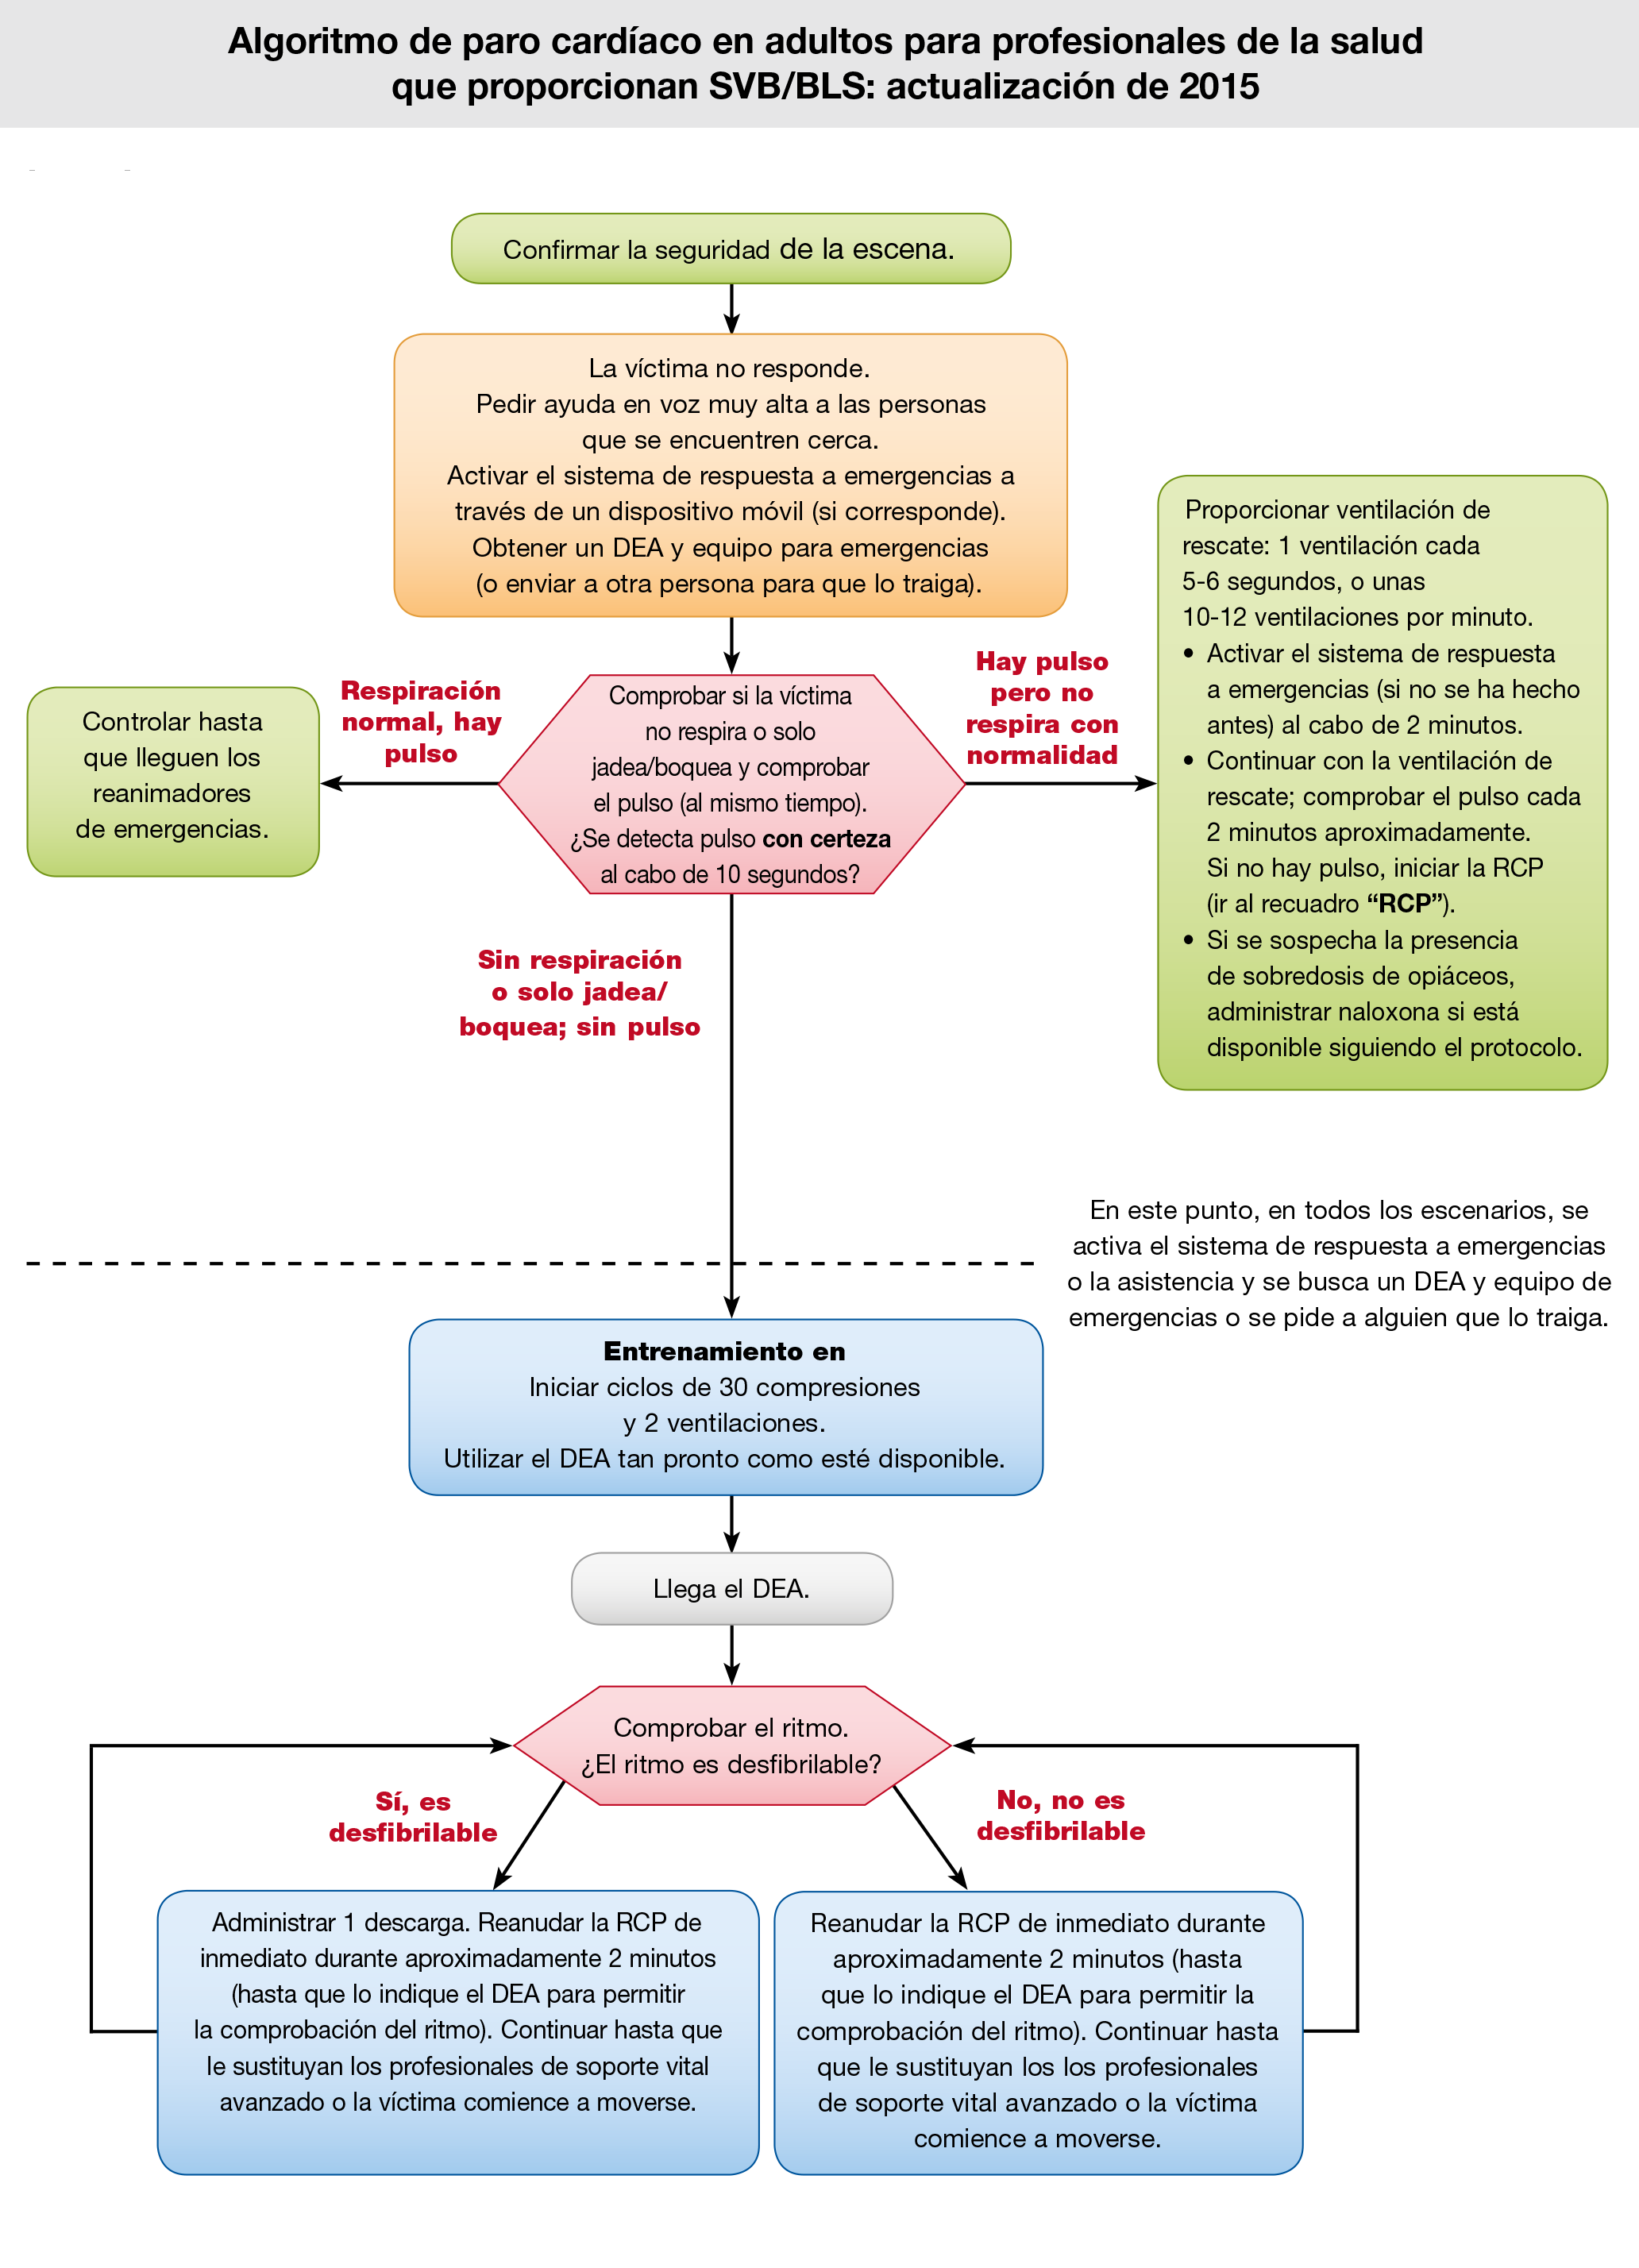 Algoritmo de paro cardíaco en adultos para profesionales de la salud
que proporcionan SVB/BLS: actualización de 2015
Confirmar la seguridad de la escena.
La víctima no responde.
Pedir ayuda en voz muy alta a las personas
que se encuentren cerca.
Activar el sistema de respuesta a emergencias a
través de un dispositivo móvil (si corresponde).
Obtener un DEA y equipo para emergencias
(o enviar a otra persona para que lo traiga).
Respiración
normal, hay
pulso
Controlar hasta
que lleguen los
reanimadores
de emergencias.
Comprobar si la víctima
no respira o solo
jadea/boquea y comprobar
el pulso (al mismo tiempo).
¿Se detecta pulso con certeza
al cabo de 10 segundos?
Hay pulso
pero no
respira con
normalidad
Proporcionar ventilación de
rescate: 1 ventilación cada
5-6 segundos, o unas
10-12 ventilaciones por minuto.
• Activar el sistema de respuesta
a emergencias (si no se ha hecho
antes) al cabo de 2 minutos.
• Continuar con la ventilación de
rescate; comprobar el pulso cada
2 minutos aproximadamente.
Si no hay pulso, iniciar la RCP
(ir al recuadro “RCP”).
• Si se sospecha la presencia
de sobredosis de opiáceos,
administrar naloxona si está
disponible siguiendo el protocolo.
Sin respiración
o solo jadea/
boquea; sin pulso
En este punto, en todos los escenarios, se
activa el sistema de respuesta a emergencias
o la asistencia y se busca un DEA y equipo de
emergencias o se pide a alguien que lo traiga.
Entrenamiento en
Iniciar ciclos de 30 compresiones
y 2 ventilaciones.
Utilizar el DEA tan pronto como esté disponible.
Llega el DEA.
Comprobar el ritmo.
¿El ritmo es desfibrilable?
Sí, es
desfibrilable
No, no es
desfibrilable
Administrar 1 descarga. Reanudar la RCP de
inmediato durante aproximadamente 2 minutos
(hasta que lo indique el DEA para permitir
la comprobación del ritmo). Continuar hasta que
le sustituyan los profesionales de soporte vital
avanzado o la víctima comience a moverse.
Reanudar la RCP de inmediato durante
aproximadamente 2 minutos (hasta
que lo indique el DEA para permitir la
comprobación del ritmo). Continuar hasta
que le sustituyan los los profesionales
de soporte vital avanzado o la víctima
comience a moverse.